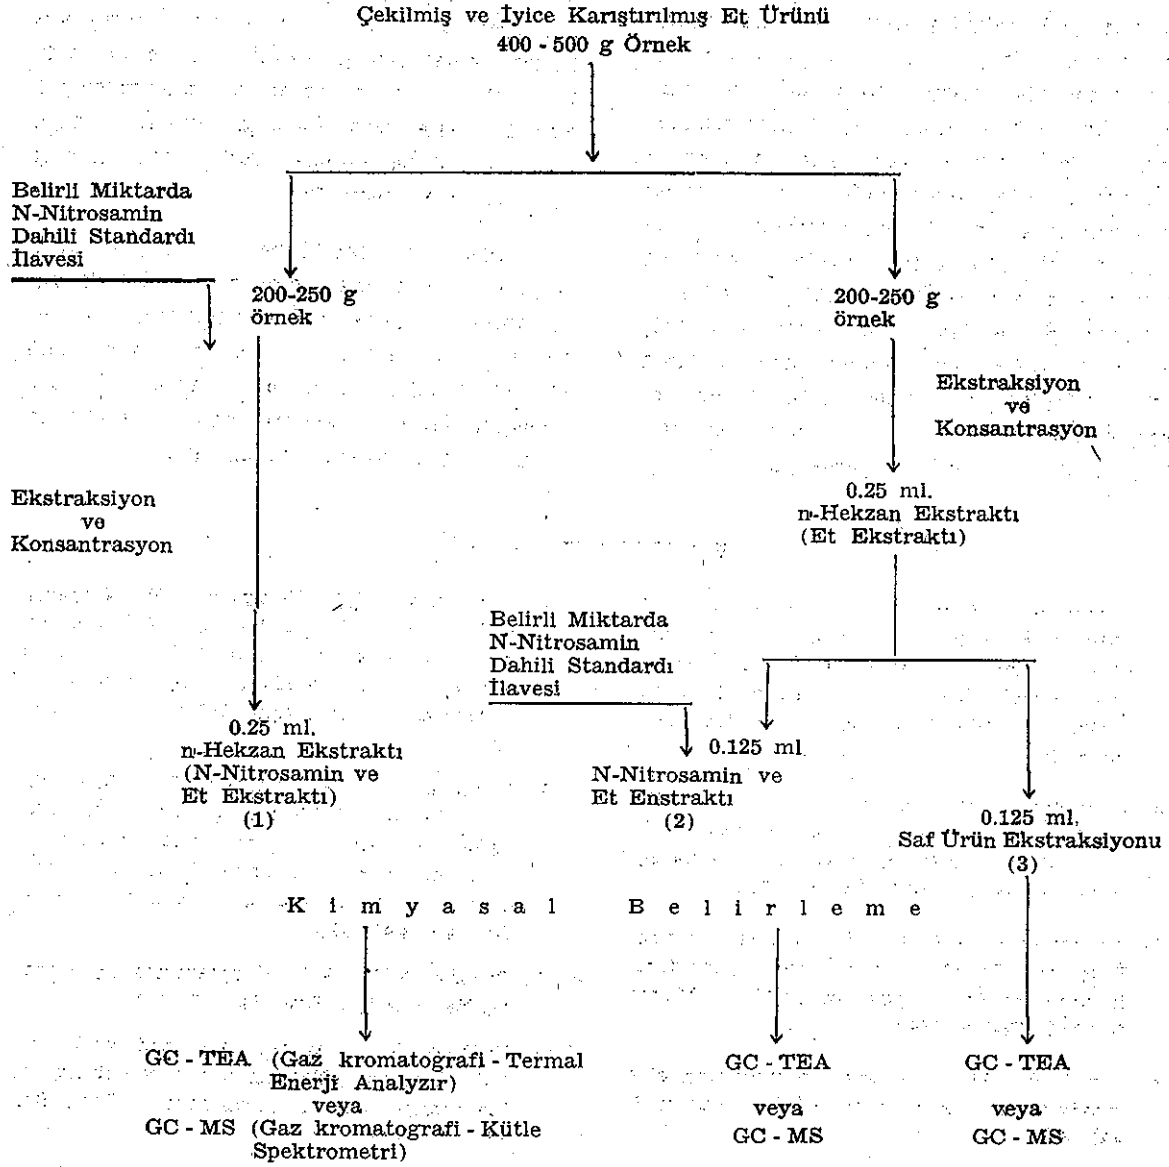 Çekilmiş ve İyice Karıştırılmış Et Ürünü
400 - 500 g Örnek
Belirli Miktarda
N-Nitrosamin
Dahili Standardı
İlavesi
200-250 g
örnek
200-250 g
örnek
Ekstraksiyon
ve
Konsantrasyon
Ekstraksiyon
ve
Konsantrasyon
0.25 ml.
n-Hekzan Ekstraktı
(Et Ekstraktı)
Belirli Miktarda
N-Nitrosamin
Dahili Standardı
İlavesi
0.25 ml.
n-Hekzan Ekstraktı
(N-Nitrosamin ve
Et Ekstraktı)
(1)
0.125 ml
N-Nitrosamin ve
Et Enstraktı
(2)
0.125 ml.
Saf Ürün Ekstraksiyonu
(3)
Kimyasal Belirleme
GC - TEA (Gaz kromatografi - Termal
Enerji Analyzır)
veya
GC - MS (Gaz kromatografi - Kütle
Spektrometri)
GC - TEA
veya
GC - MS
GC - TEA
veya
GC - MS